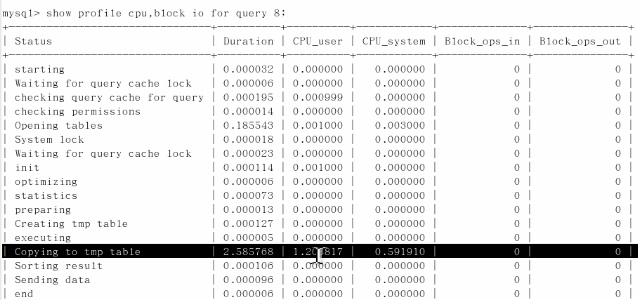 mysql> show profile cpu,block io for query 8;
| Status | Duration | CPU_user | CPU_system | Block_ops_in | Block_ops_out |
| starting | 0.000032 | 0.000000 | 0.000000 | 0 | 0 |
| Waiting for query cache lock | 0.000006 | 0.000000 | 0.000000 | 0 | 0 |
| checking query cache for query | 0.000195 | 0.000999 | 0.000000 | 0 | 0 |
| checking permissions | 0.000014 | 0.000000 | 0.000000 | 0 | 0 |
| Opening tables | 0.185543 | 0.001000 | 0.003000 | 0 | 0 |
| System lock | 0.000018 | 0.000000 | 0.000000 | 0 | 0 |
| Waiting for query cache lock | 0.000023 | 0.000000 | 0.000000 | 0 | 0 |
| init | 0.000114 | 0.001000 | 0.000000 | 0 | 0 |
| optimizing | 0.000006 | 0.000000 | 0.000000 | 0 | 0 |
| statistics | 0.000073 | 0.000000 | 0.000000 | 0 | 0 |
| preparing | 0.000013 | 0.000000 | 0.000000 | 0 | 0 |
| Creating tmp table | 0.000127 | 0.000000 | 0.000000 | 0 | 0 |
| executing | 0.000005 | 0.000000 | 0.000000 | 0 | 0 |
| Copying to tmp table | 2.585768 | 0.591910 | 0 | 0 |
| Sorting result | 0.000106 | 0.000000 | 0.000000 | 0 | 0 |
| Sending data | 0.000096 | 0.000000 | 0.000000 | 0 | 0 |
| end | 0.000006 | 0.000000 | 0.000000 | 0 | 0 |